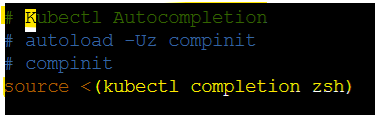 # Kubectl Autocompletion
# autoload -Uz compinit
# compinit
source <(kubectl completion zsh)